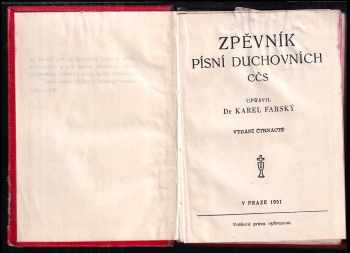 ZPĚVNÍK
PÍSNÍ DUCHOVNÍCH
CČS
UPRAVIL
Dr KAREL FARSKÝ
VYDÁNÍ ČTRNÁCTÉ
V PRAZE 1951
Veškerá práva vyhrazena.